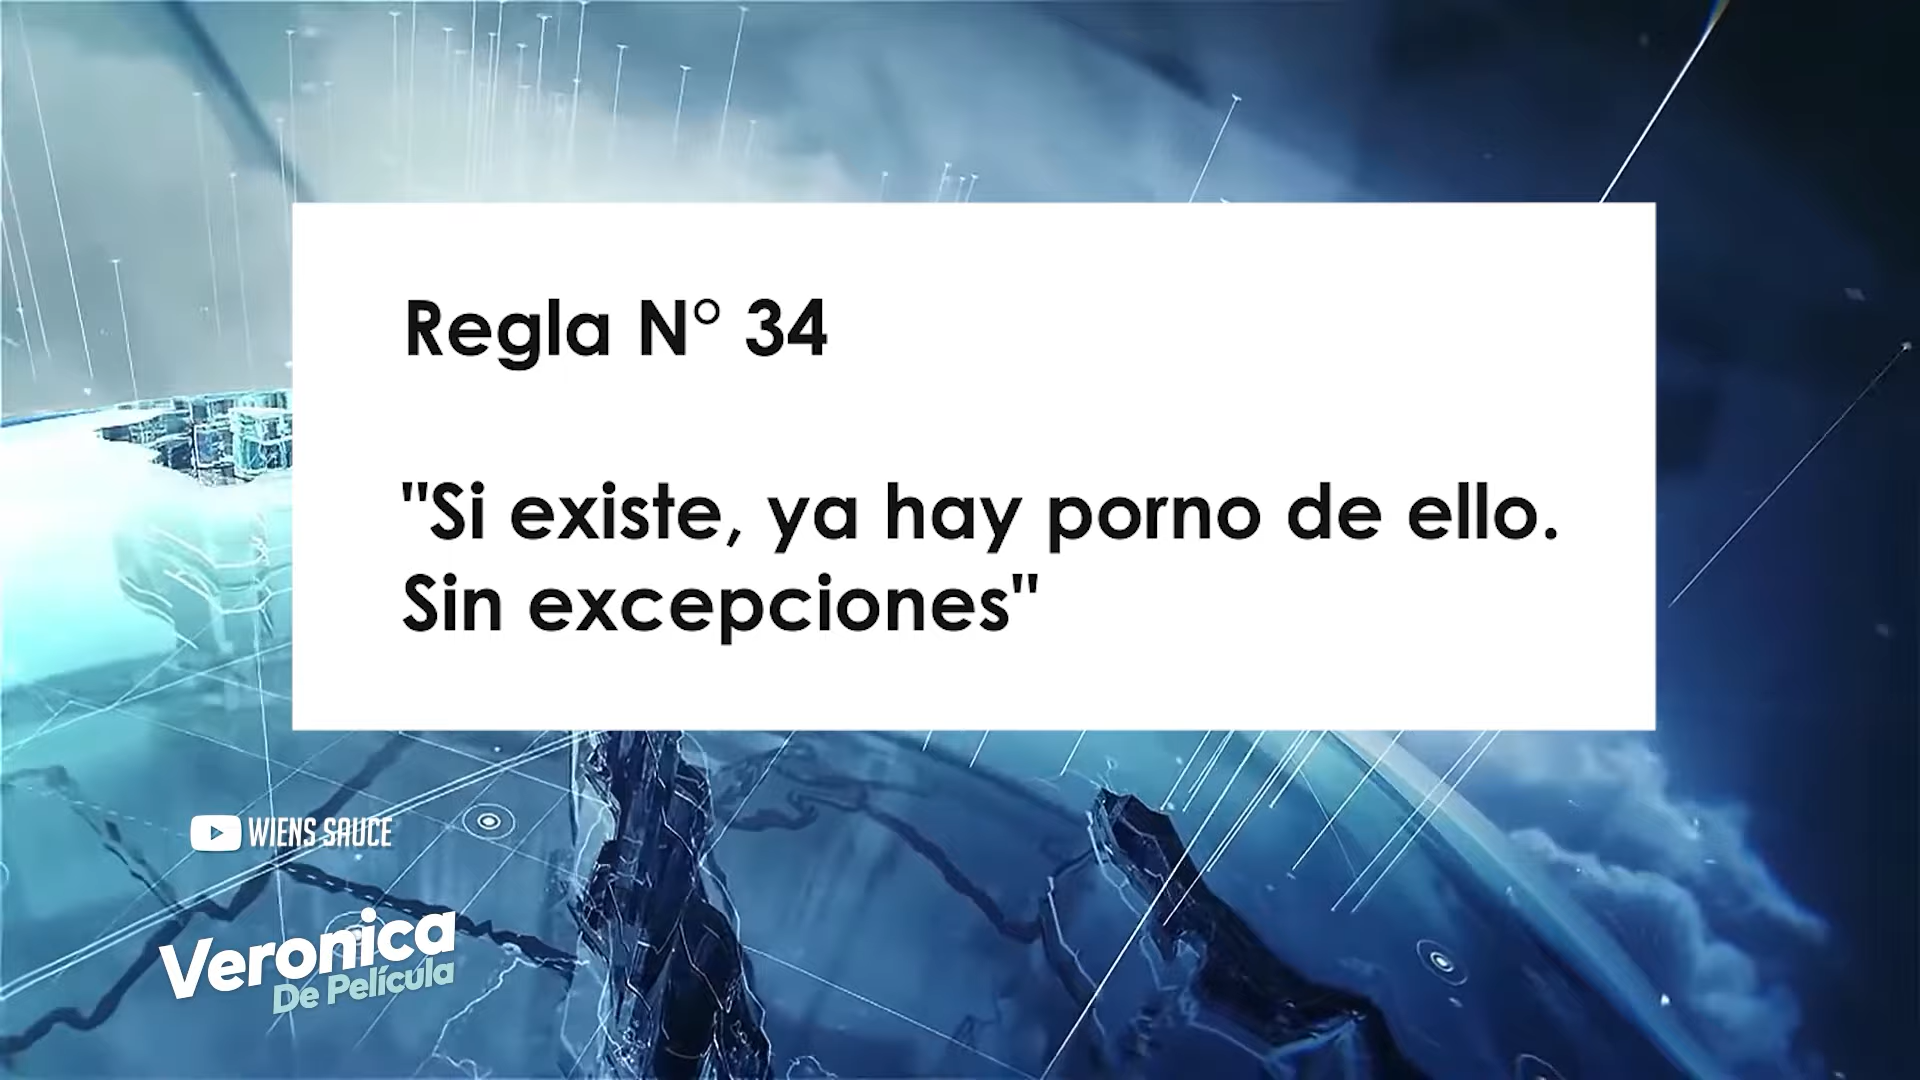 Regla N° 34
"Si existe, ya hay porno de ello.
Sin excepciones"
WIENS SAUCE
Veronica
De Película